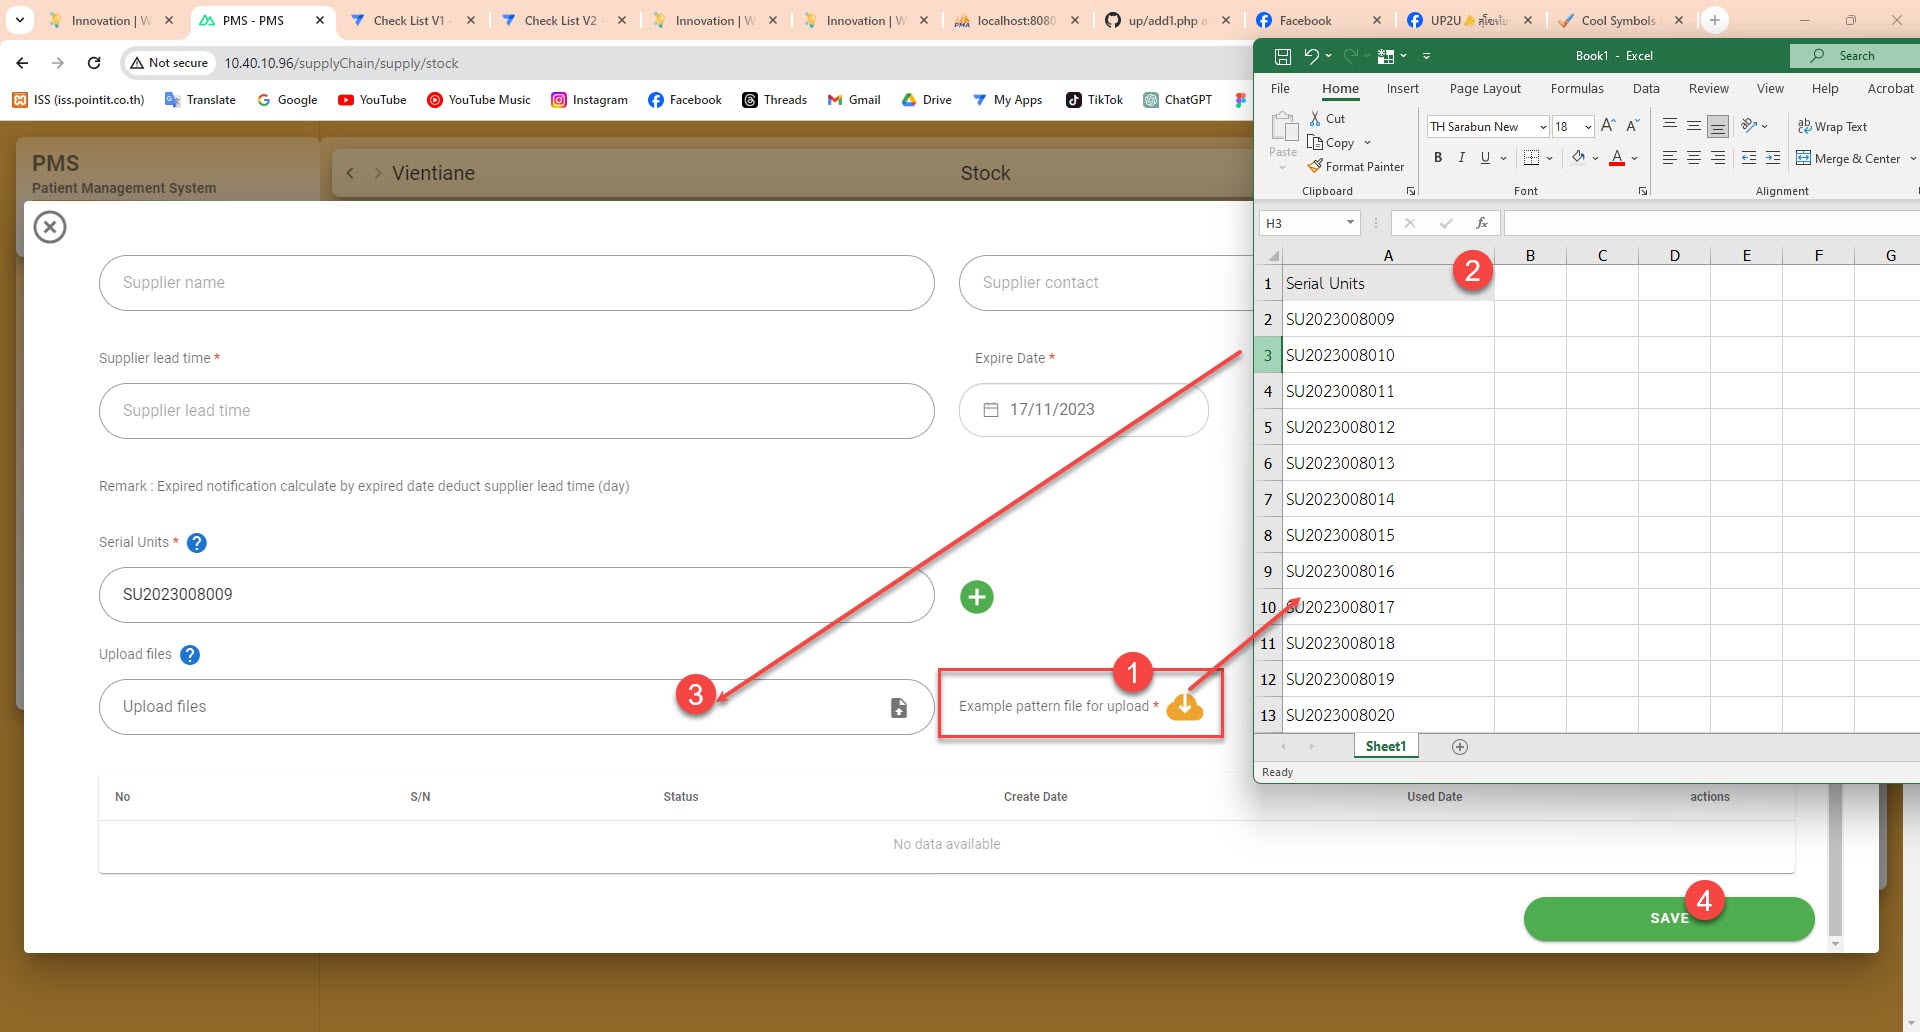 Innovation | W
PMS - PMS
Check List V1 -
Check List V2 -
Innovation | W
Innovation | W
localhost:8080
up/add1.php a
Facebook
UP2U
Cool Symbols
Not secure
10.40.10.96/supplyChain/supply/stock
ISS (iss.pointit.co.th)
Translate
Google
YouTube
YouTube Music
Instagram
Facebook
Threads
Gmail
Drive
My Apps
TikTok
ChatGPT
PMS
Patient Management System
Vientiane
Stock
Supplier name
Supplier contact
Supplier lead time *
Expire Date *
Supplier lead time
17/11/2023
Remark : Expired notification calculate by expired date deduct supplier lead time (day)
Serial Units * ?
SU2023008009
Upload files ?
Upload files
3
1
Example pattern file for upload *
No
S/N
Status
Create Date
Used Date
actions
No data available
SAVE
4
Book1 - Excel
Search
File
Home
Insert
Page Layout
Formulas
Data
Review
View
Help
Acrobat
Paste
Cut
Copy
Format Painter
Clipboard
TH Sarabun New
18
B I U
Font
Wrap Text
Merge & Center
Alignment
H3
fx
A B C D E F G
2
1 Serial Units
2 SU2023008009
3 SU2023008010
4 SU2023008011
5 SU2023008012
6 SU2023008013
7 SU2023008014
8 SU2023008015
9 SU2023008016
10 SU2023008017
11 SU2023008018
12 SU2023008019
13 SU2023008020
Sheet1
Ready